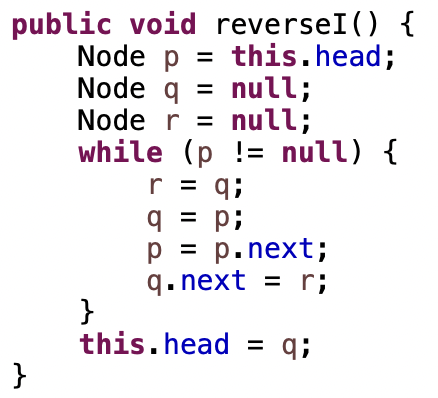 public void reverseI() {
    Node p = this.head;
    Node q = null;
    Node r = null;
    while (p != null) {
        r = q;
        q = p;
        p = p.next;
        q.next = r;
    }
    this.head = q;
}